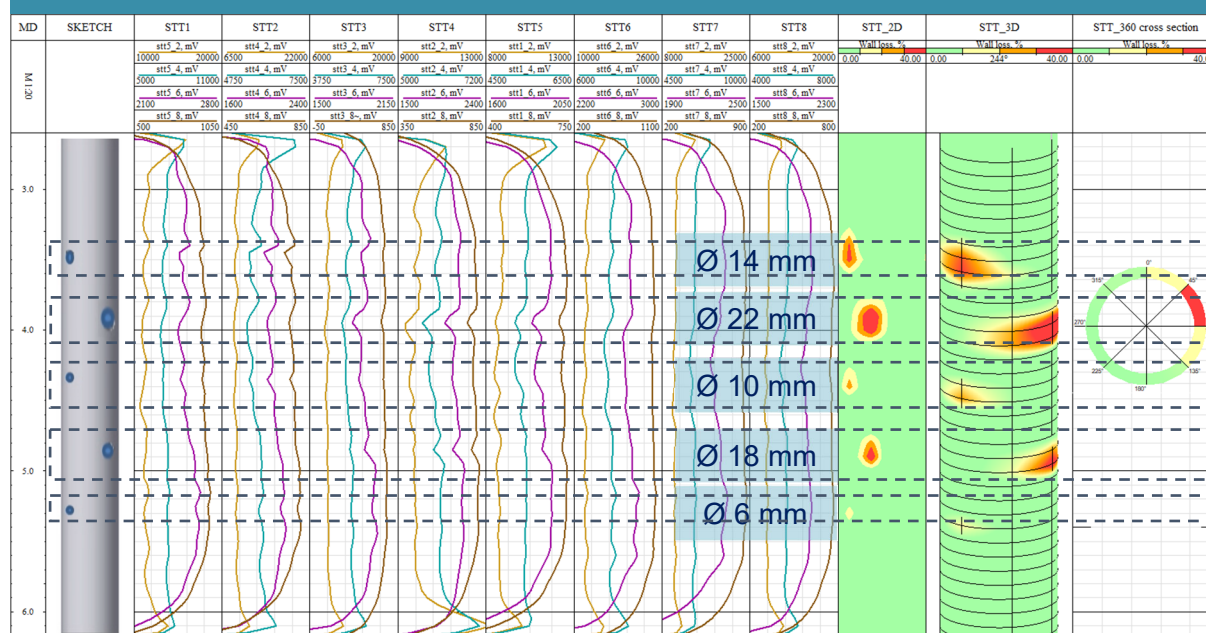 MD SKETCH STT1 STT2 STT3 STT4 STT5 STT6 STT7 STT8 STT_2D STT_3D STT_360 cross section
M 1:20
stt5_2, mV stt4_2, mV stt3_2, mV stt2_2, mV stt1_2, mV stt6_2, mV stt7_2, mV stt8_2, mV Wall loss, % Wall loss, % Wall loss, %
10000 20000 6500 22000 6000 20000 9000 13000 8000 13000 10000 26000 8000 25000 6000 20000 0.00 40.00 0.00 244° 40.00 0.00
stt5_4, mV stt4_4, mV stt3_4, mV stt2_4, mV stt1_4, mV stt6_4, mV stt7_4, mV stt8_4, mV
5000 11000 4750 7500 3750 7500 5000 7200 4500 6500 6000 10000 4500 10000 4000 8000
stt5_6, mV stt4_6, mV stt3_6, mV stt2_6, mV stt1_6, mV stt6_6, mV stt7_6, mV stt8_6, mV
2100 2800 1600 2400 1500 2150 1500 2400 1600 2050 2200 3000 1900 2500 1500 2300
stt5_8, mV stt4_8, mV stt3_8~, mV stt2_8, mV stt1_8, mV stt6_8, mV stt7_8, mV stt8_8, mV
500 1050 450 850 -50 850 350 850 400 750 200 1100 200 900 200 800
3.0
Ø 14 mm
0°
315° 45°
4.0
Ø 22 mm
270°
225° 135°
180°
Ø 10 mm
5.0
Ø 18 mm
Ø 6 mm
6.0